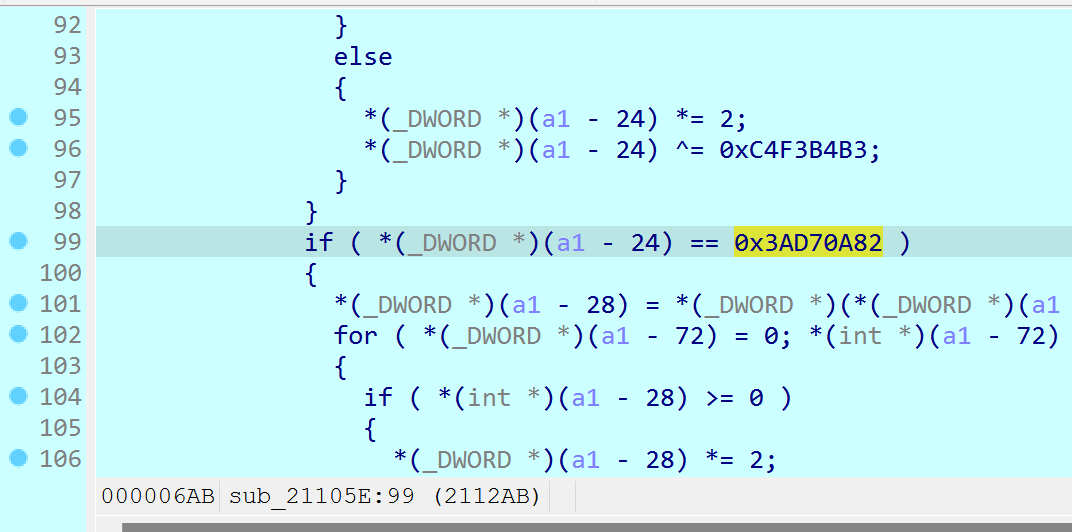 92 }
93 else
94 {
95 *(_DWORD *)(a1 - 24) *= 2;
96 *(_DWORD *)(a1 - 24) ^= 0xC4F3B4B3;
97 }
98 }
99 if ( *(_DWORD *)(a1 - 24) == 0x3AD70A82 )
100 {
101 *(_DWORD *)(a1 - 28) = *(_DWORD *)(*(_DWORD *)(a1
102 for ( *(_DWORD *)(a1 - 72) = 0; *(int *)(a1 - 72)
103 {
104 if ( *(int *)(a1 - 28) >= 0 )
105 {
106 *(_DWORD *)(a1 - 28) *= 2;
000006AB sub_21105E:99 (2112AB)